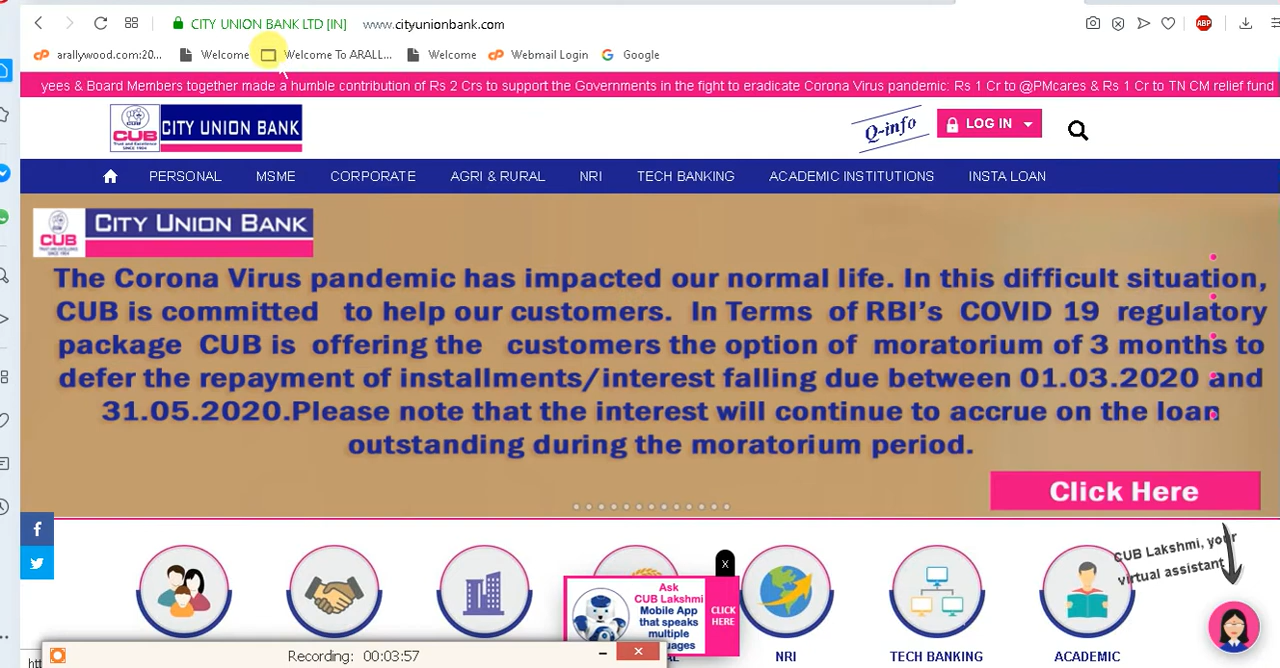 CITY UNION BANK LTD [IN] www.cityunionbank.com
ABP
arallywood.com:20... Welcome Welcome To ARALL... Welcome Webmail Login Google
yees & Board Members together made a humble contribution of Rs 2 Crs to support the Governments in the fight to eradicate Corona Virus pandemic: Rs 1 Cr to @PMcares & Rs 1 Cr to TN CM relief fund
CUB CITY UNION BANK
Trust and Excellence
SINCE 1904
Q-info LOG IN
PERSONAL MSME CORPORATE AGRI & RURAL NRI TECH BANKING ACADEMIC INSTITUTIONS INSTA LOAN
CUB CITY UNION BANK
The Corona Virus pandemic has impacted our normal life. In this difficult situation,
CUB is committed to help our customers. In Terms of RBI's COVID 19 regulatory
package CUB is offering the customers the option of moratorium of 3 months to
defer the repayment of installments/interest falling due between 01.03.2020 and
31.05.2020.Please note that the interest will continue to accrue on the loan
outstanding during the moratorium period.
Click Here
CUB Lakshmi, your
virtual assistant
X
Ask
CUB Lakshmi
Mobile App
that speaks
multiple
uages
CLICK
HERE
NRI TECH BANKING ACADEMIC
Recording: 00:03:57